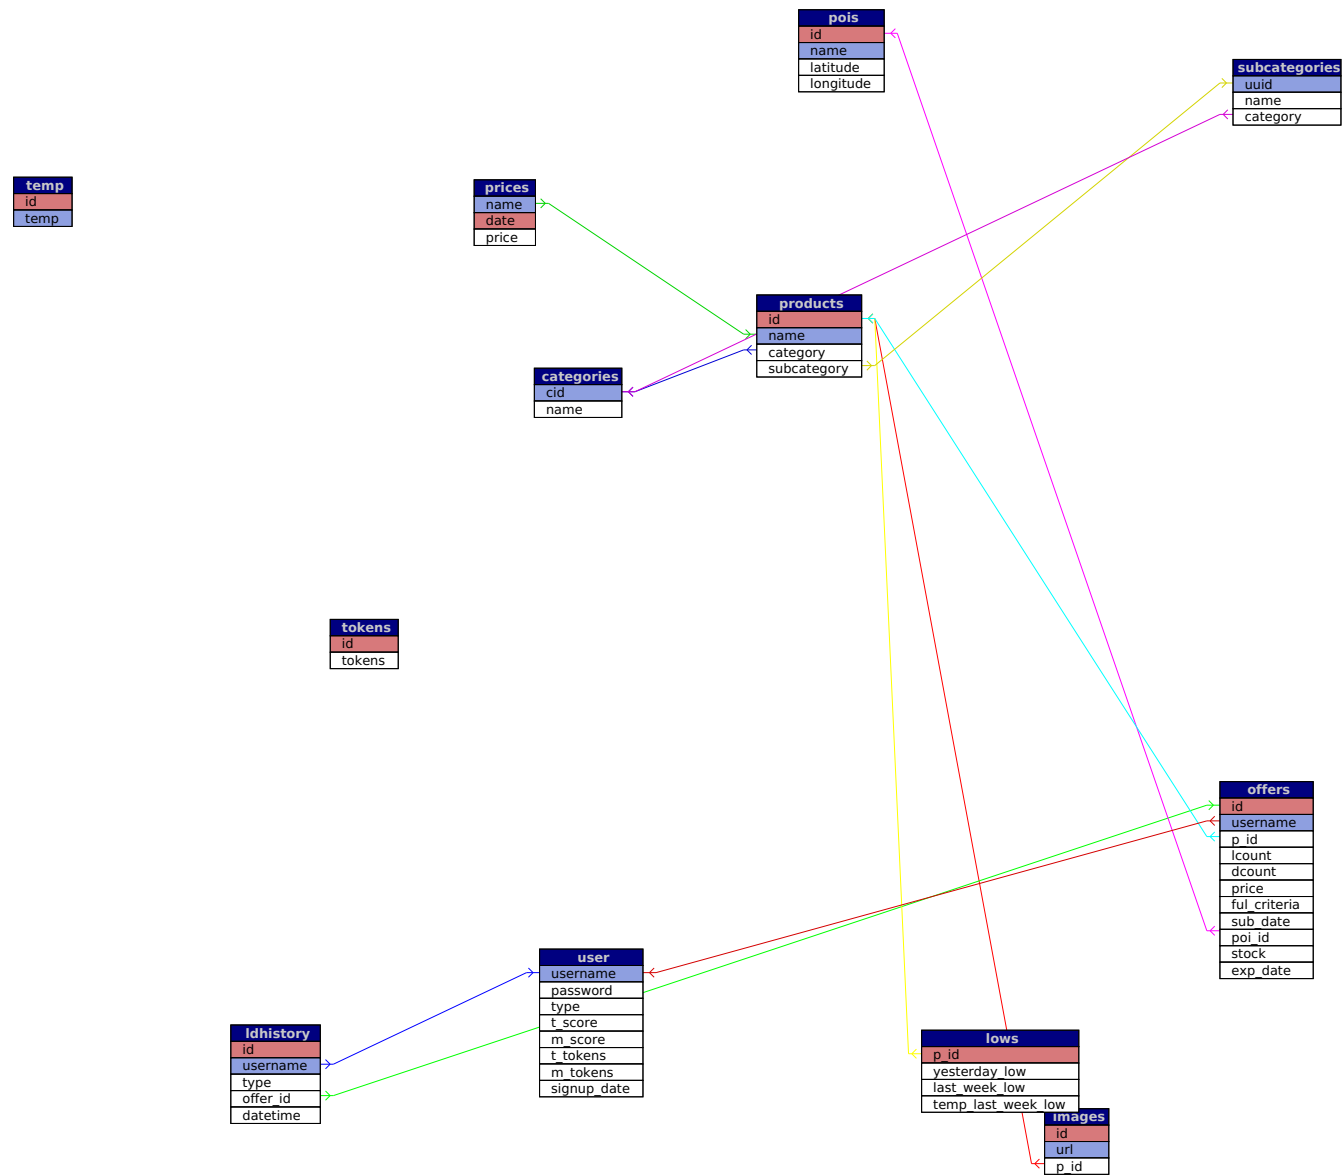 pois
id
name
latitude
longitude
subcategories
uuid
name
category
temp
id
temp
prices
name
date
price
products
id
name
category
subcategory
categories
cid
name
tokens
id
tokens
offers
id
username
p_id
lcount
dcount
price
ful_criteria
sub_date
poi_id
stock
exp_date
user
username
password
type
t_score
m_score
t_tokens
m_tokens
signup_date
ldhistory
id
username
type
offer_id
datetime
lows
p_id
yesterday_low
last_week_low
temp_last_week_low
images
id
url
p_id